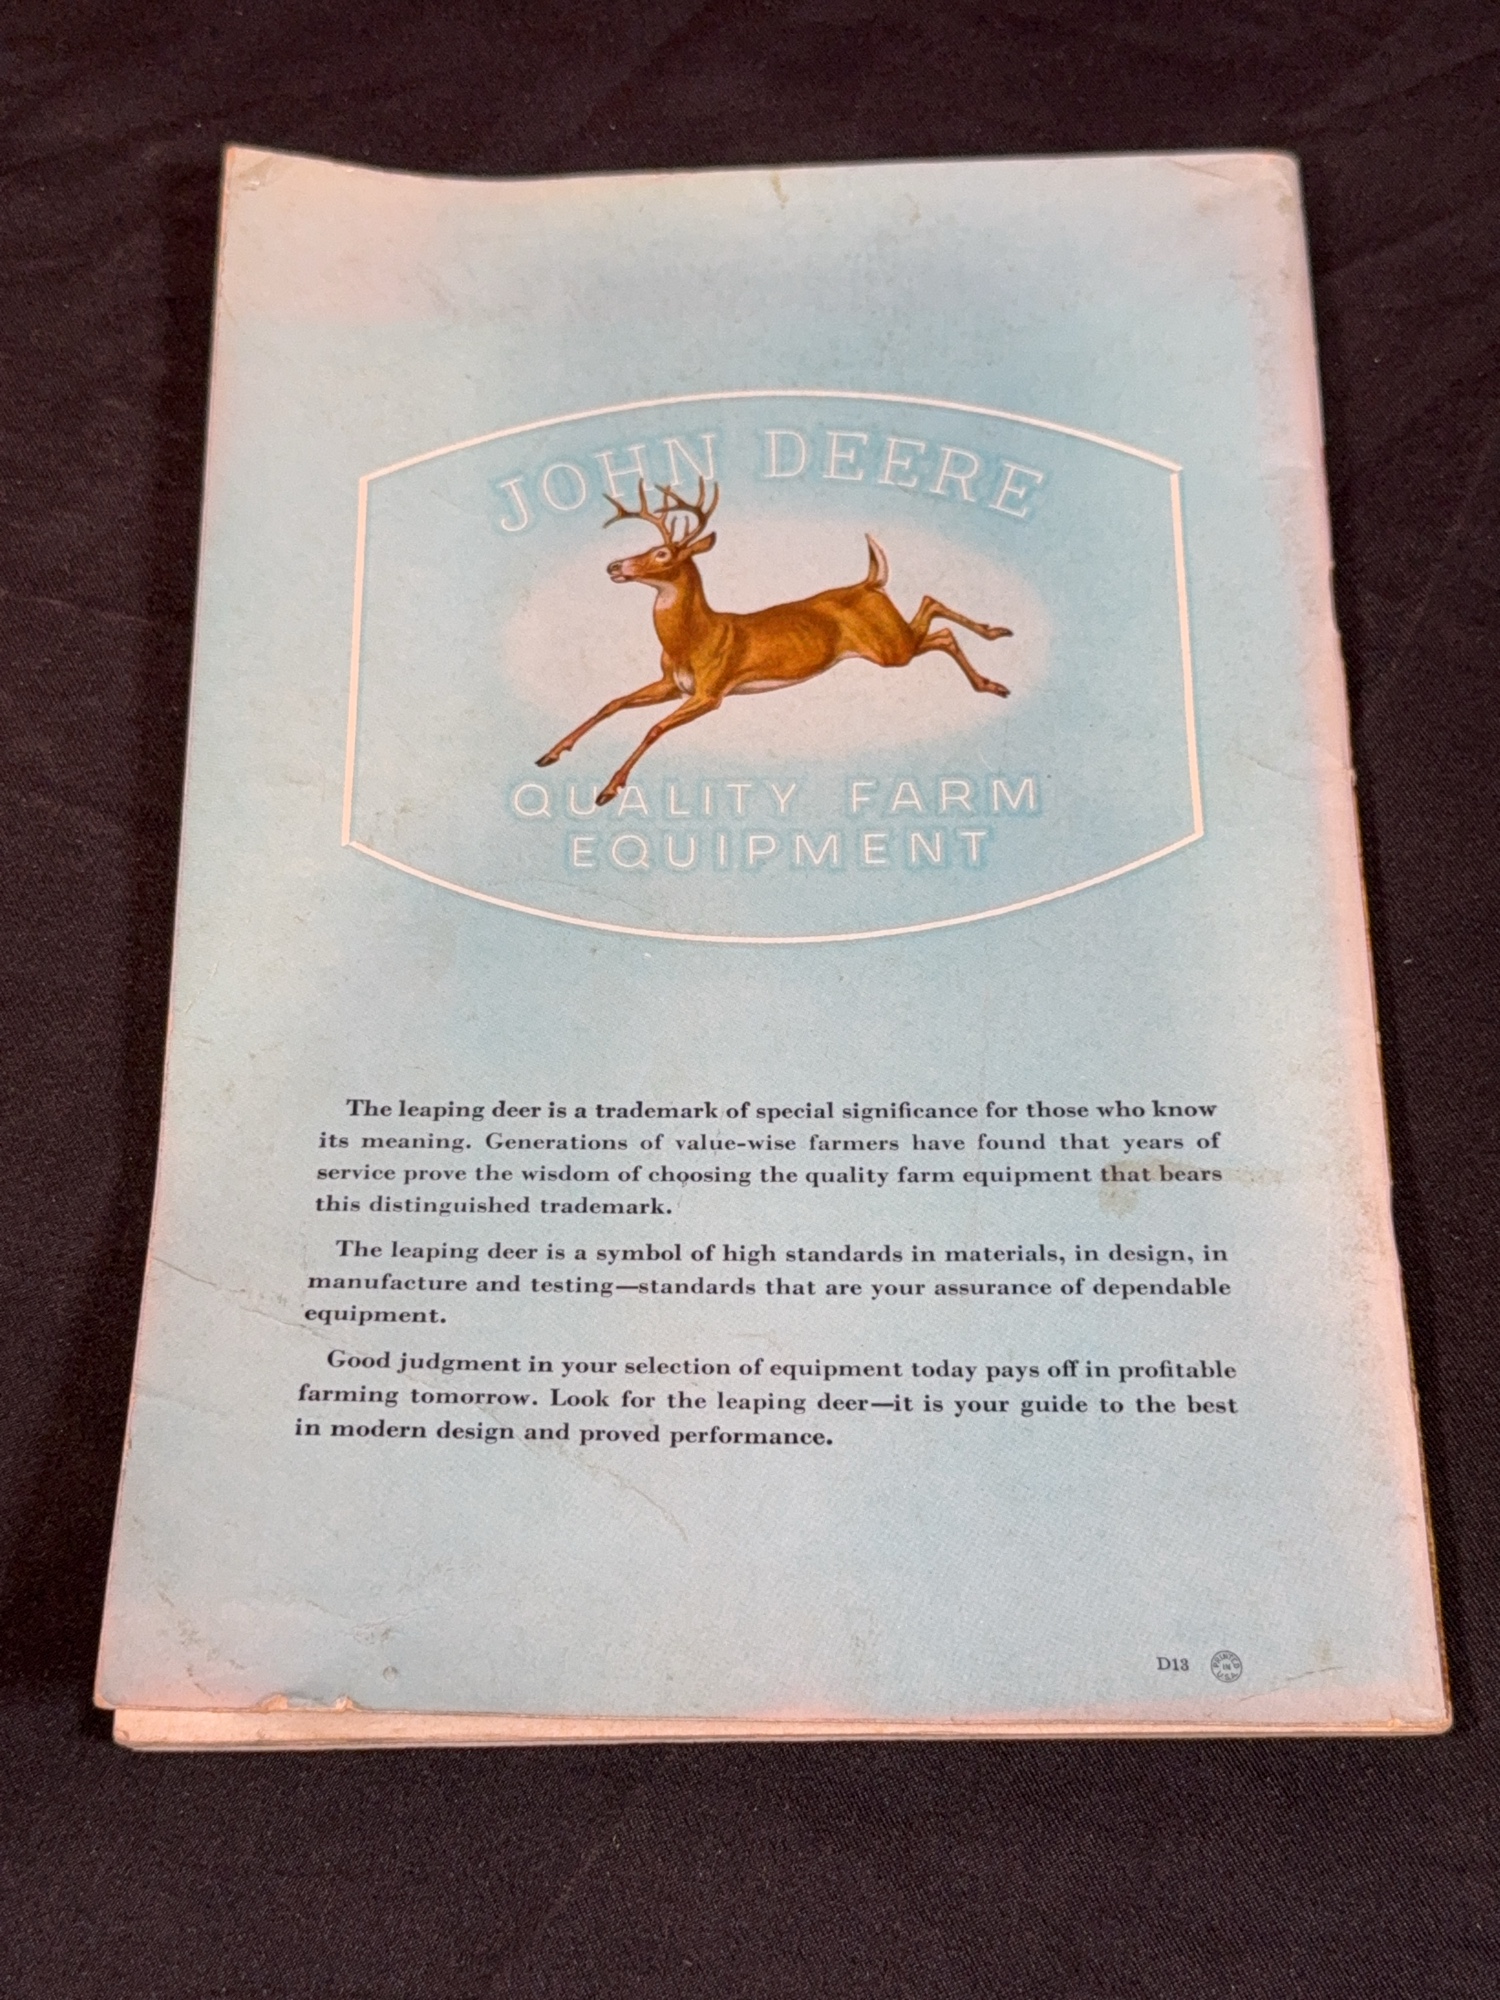 JOHN DEERE
QUALITY FARM
EQUIPMENT
The leaping deer is a trademark of special significance for those who know
its meaning. Generations of value-wise farmers have found that years of
service prove the wisdom of choosing the quality farm equipment that bears
this distinguished trademark.
The leaping deer is a symbol of high standards in materials, in design, in
manufacture and testing—standards that are your assurance of dependable
equipment.
Good judgment in your selection of equipment today pays off in profitable
farming tomorrow. Look for the leaping deer—it is your guide to the best
in modern design and proved performance.
D13
PRINTED
IN
U.S.A.